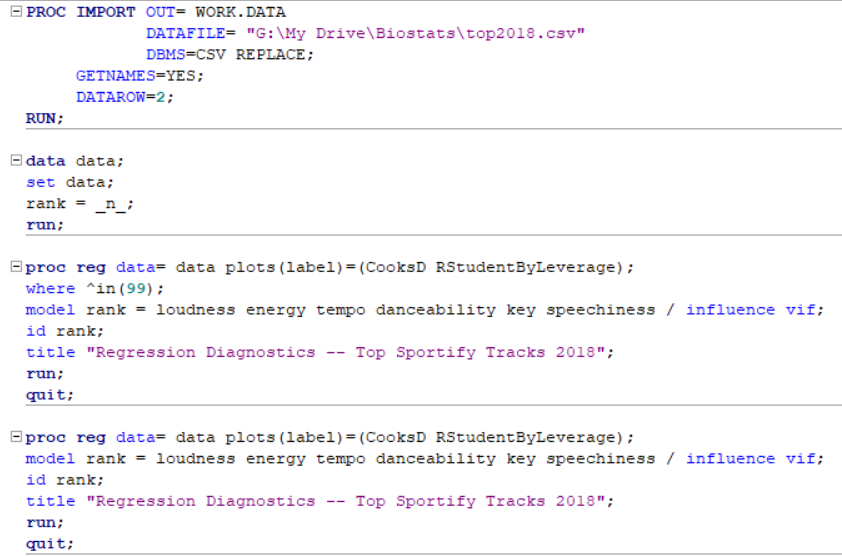 PROC IMPORT OUT= WORK.DATA
DATAFILE= "G:\My Drive\Biostats\top2018.csv"
DBMS=CSV REPLACE;
GETNAMES=YES;
DATAROW=2;
RUN;
data data;
set data;
rank = _n_;
run;
proc reg data= data plots(label)=(CooksD RStudentByLeverage);
where ^in(99);
model rank = loudness energy tempo danceability key speechiness / influence vif;
id rank;
title "Regression Diagnostics -- Top Sportify Tracks 2018";
run;
quit;
proc reg data= data plots(label)=(CooksD RStudentByLeverage);
model rank = loudness energy tempo danceability key speechiness / influence vif;
id rank;
title "Regression Diagnostics -- Top Sportify Tracks 2018";
run;
quit;